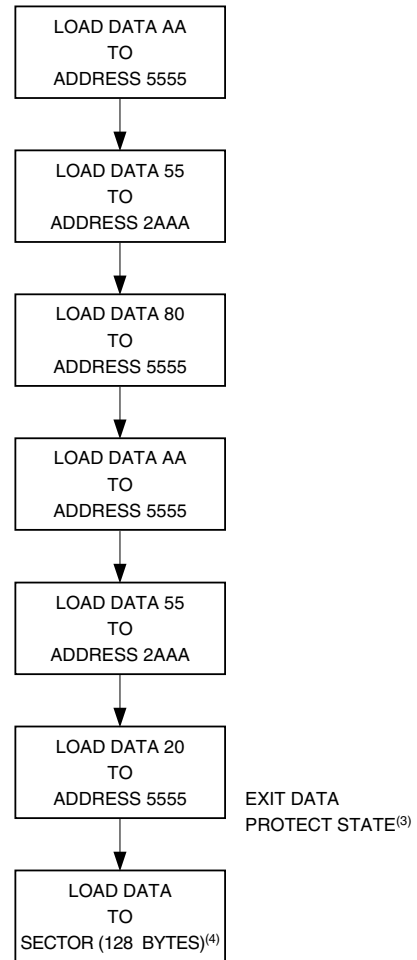 LOAD DATA AA
TO
ADDRESS 5555
LOAD DATA 55
TO
ADDRESS 2AAA
LOAD DATA 80
TO
ADDRESS 5555
LOAD DATA AA
TO
ADDRESS 5555
LOAD DATA 55
TO
ADDRESS 2AAA
LOAD DATA 20
TO
ADDRESS 5555
EXIT DATA
PROTECT STATE(3)
LOAD DATA
TO
SECTOR (128 BYTES)(4)